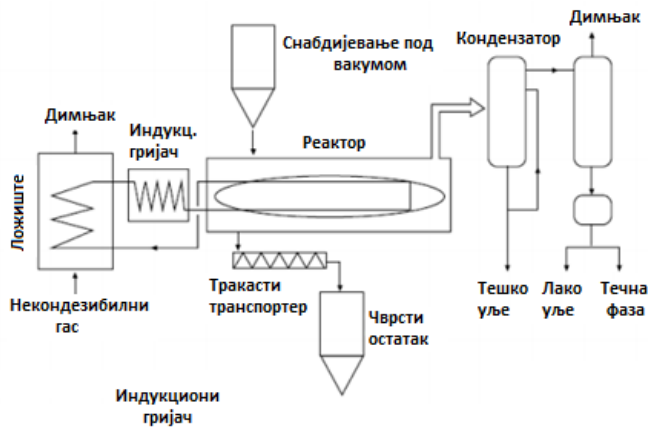 Снабдијевање под
вакумом
Кондензатор
Димњак
Димњак
Индукц.
гријач
Реактор
Ложиште
Некондезибилни
гас
Тракасти
транспортер
Чврсти
остатак
Тешко
уље
Лако
уље
Течна
фаза
Индукциони
гријач